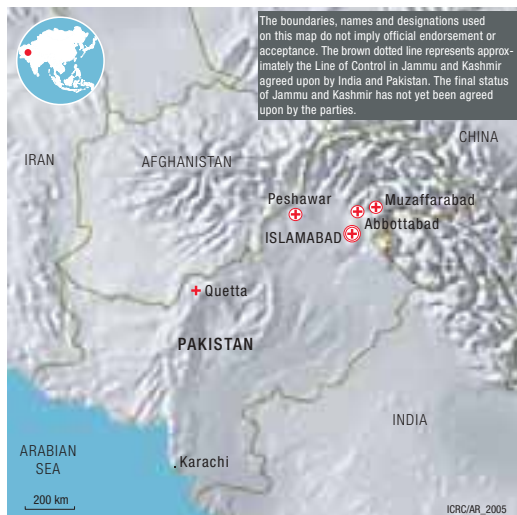 The boundaries, names and designations used
on this map do not imply official endorsement or
acceptance. The brown dotted line represents approx-
imately the Line of Control in Jammu and Kashmir
agreed upon by India and Pakistan. The final status
of Jammu and Kashmir has not yet been agreed
upon by the parties.
CHINA
IRAN
AFGHANISTAN
Peshawar
Muzaffarabad
Abbottabad
ISLAMABAD
Quetta
PAKISTAN
INDIA
ARABIAN
SEA
Karachi
200 km
ICRC/AR_2005